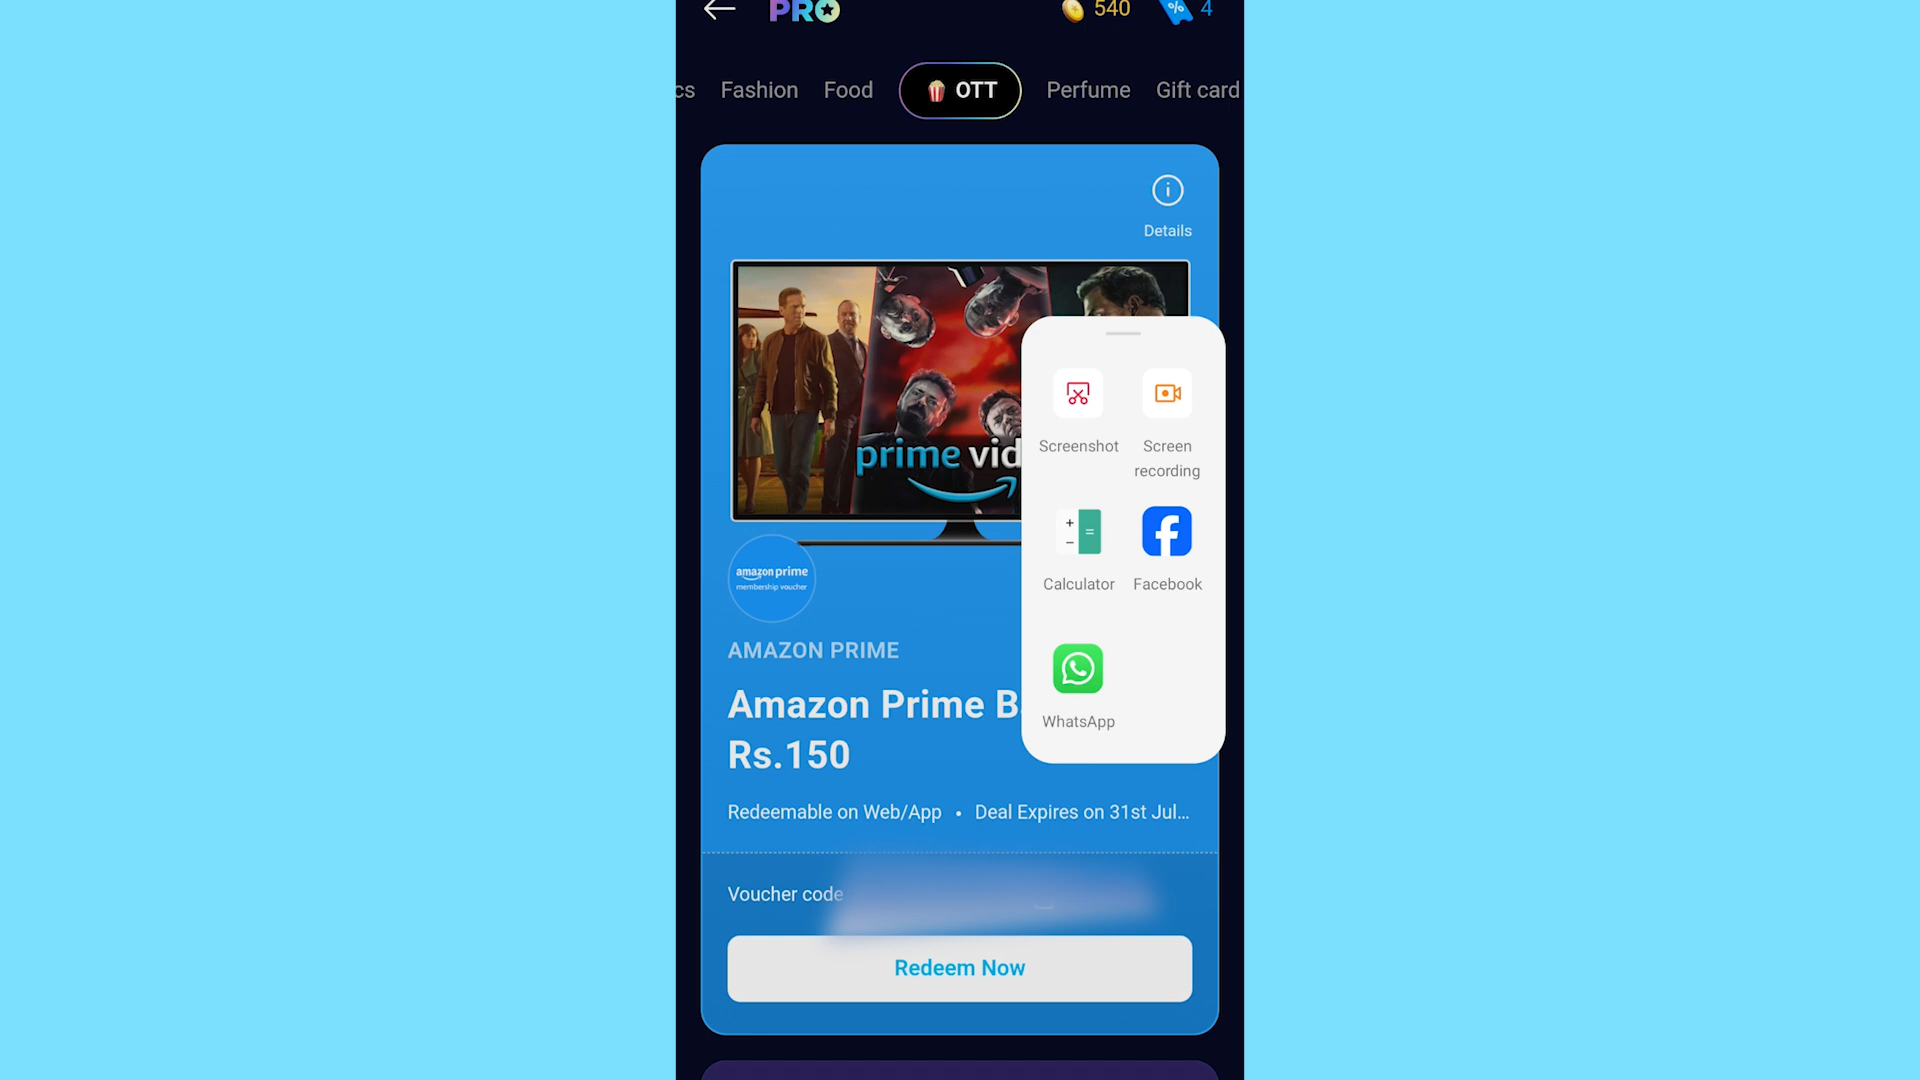 PRO
540
%
4
Fashion
Food
OTT
Perfume
Gift card
i
Details
prime vid
amazon prime
membership voucher
Screenshot
Screen
recording
+
−
=
Calculator
Facebook
WhatsApp
AMAZON PRIME
Amazon Prime B
Rs.150
Redeemable on Web/App • Deal Expires on 31st Jul...
Voucher code
Redeem Now